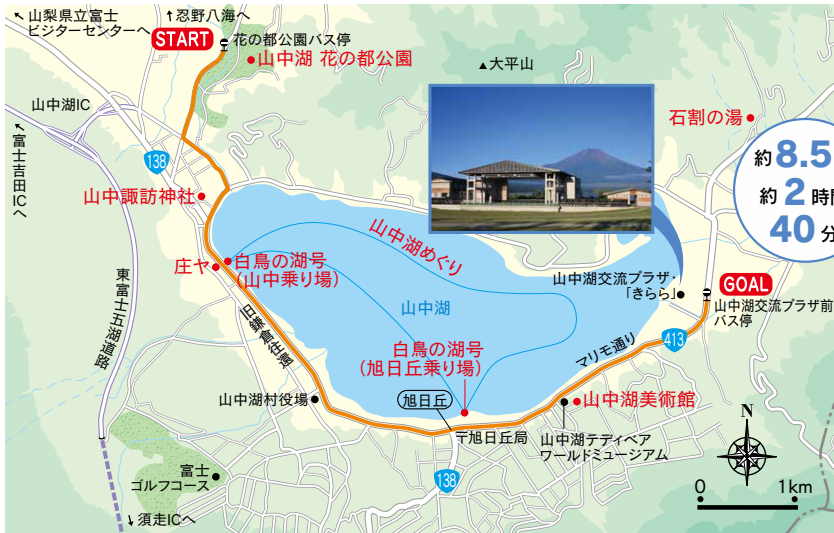 山梨県立富士
ビジターセンターへ
忍野八海へ
START
花の都公園バス停
山中湖 花の都公園
▲大平山
山中湖IC
石割の湯
富士吉田ICへ
138
約8.5
約2時間
40分
山中諏訪神社
山中湖めぐり
庄ヤ
白鳥の湖号
(山中乗り場)
山中湖交流プラザ・
「きらら」
GOAL
山中湖交流プラザ前
バス停
山中湖
東富士五湖道路
旧鎌倉往還
白鳥の湖号
(旭日丘乗り場)
マリモ通り
413
山中湖村役場
旭日丘
山中湖美術館
〒旭日丘局
山中湖テディベア
ワールドミュージアム
N
富士
ゴルフコース
138
0 1km
須走ICへ